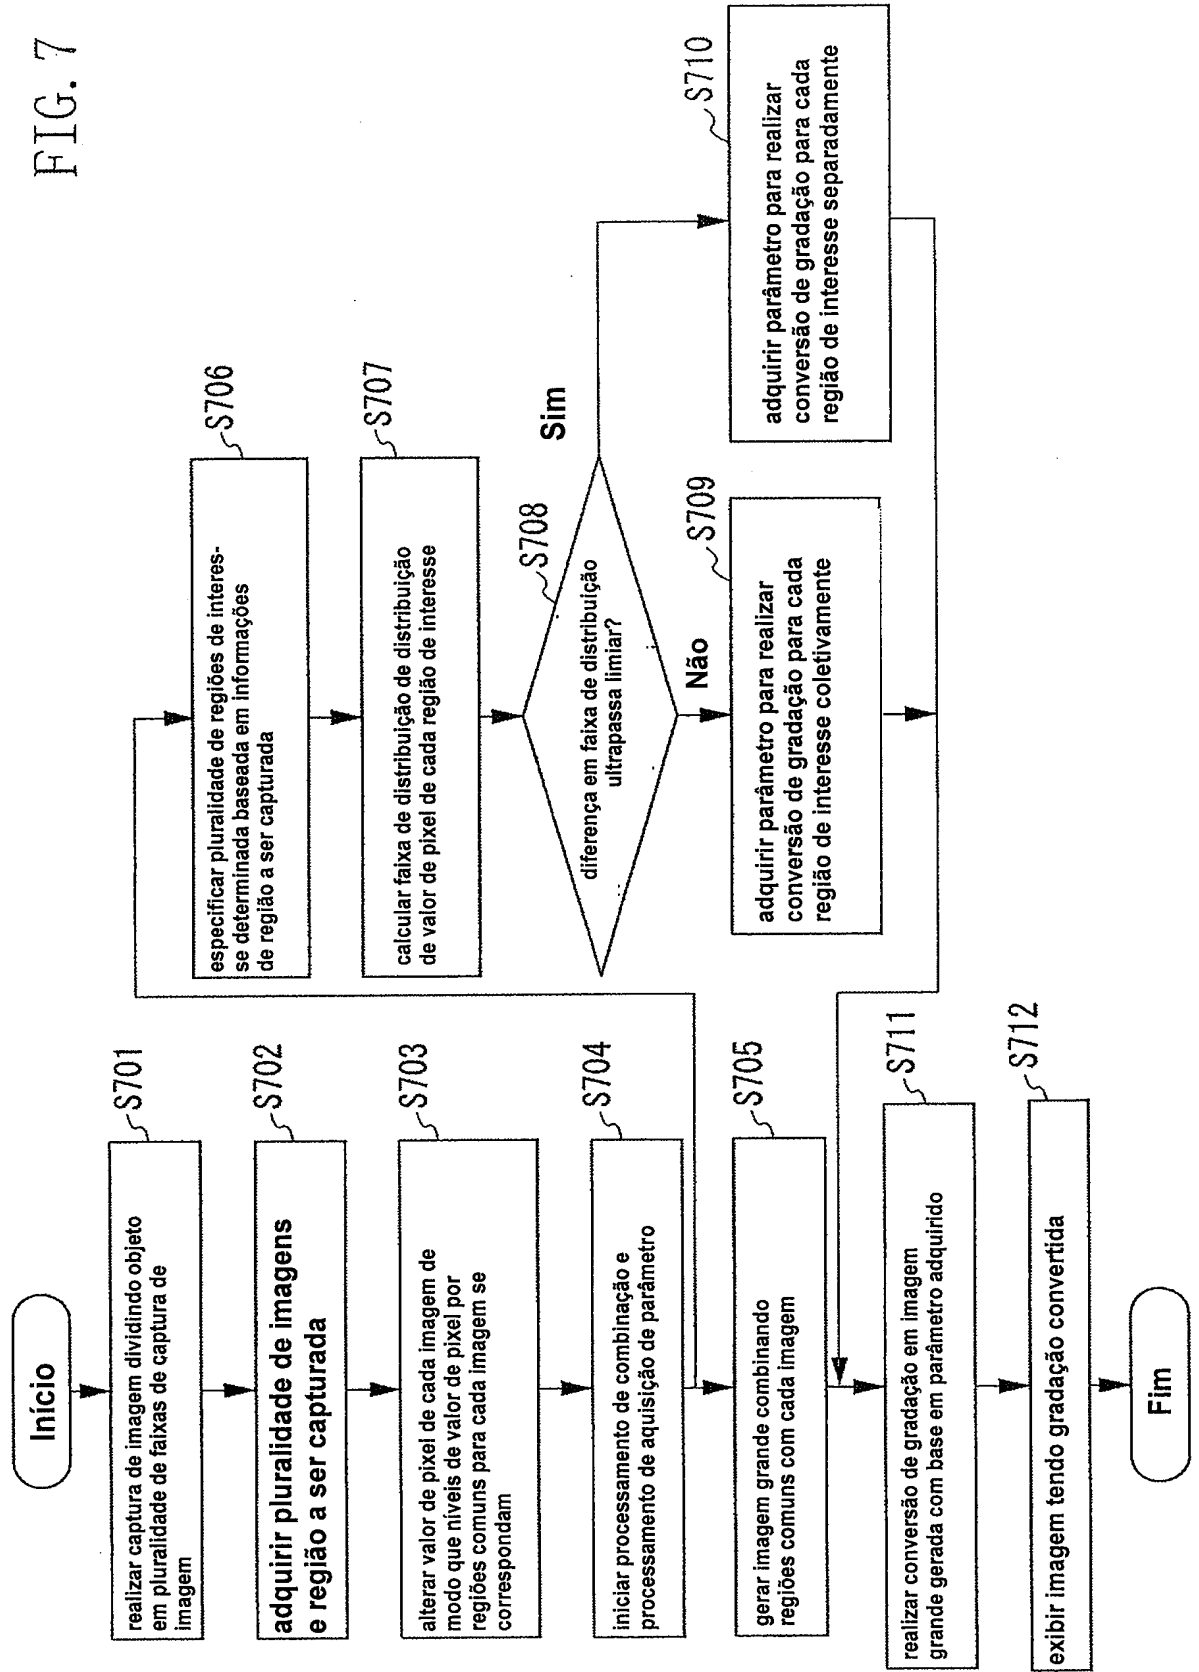 FIG. 7
Início
S701
realizar captura de imagem dividindo objeto
em pluralidade de faixas de captura de
imagem
S702
adquirir pluralidade de imagens
e região a ser capturada
S703
alterar valor de pixel de cada imagem de
modo que níveis de valor de pixel por
regiões comuns para cada imagem se
correspondam
S704
iniciar processamento de combinação e
processamento de aquisição de parâmetro
S705
gerar imagem grande combinando
regiões comuns com cada imagem
S706
especificar pluralidade de regiões de interes-
se determinada baseada em informações
de região a ser capturada
S707
calcular faixa de distribuição de distribuição
de valor de pixel de cada região de interesse
S708
diferença em faixa de distribuição
ultrapassa limiar?
Sim
Não
S709
adquirir parâmetro para realizar
conversão de gradação para cada
região de interesse coletivamente
S710
adquirir parâmetro para realizar
conversão de gradação para cada
região de interesse separadamente
S711
realizar conversão de gradação em imagem
grande gerada com base em parâmetro adquirido
S712
exibir imagem tendo gradação convertida
Fim